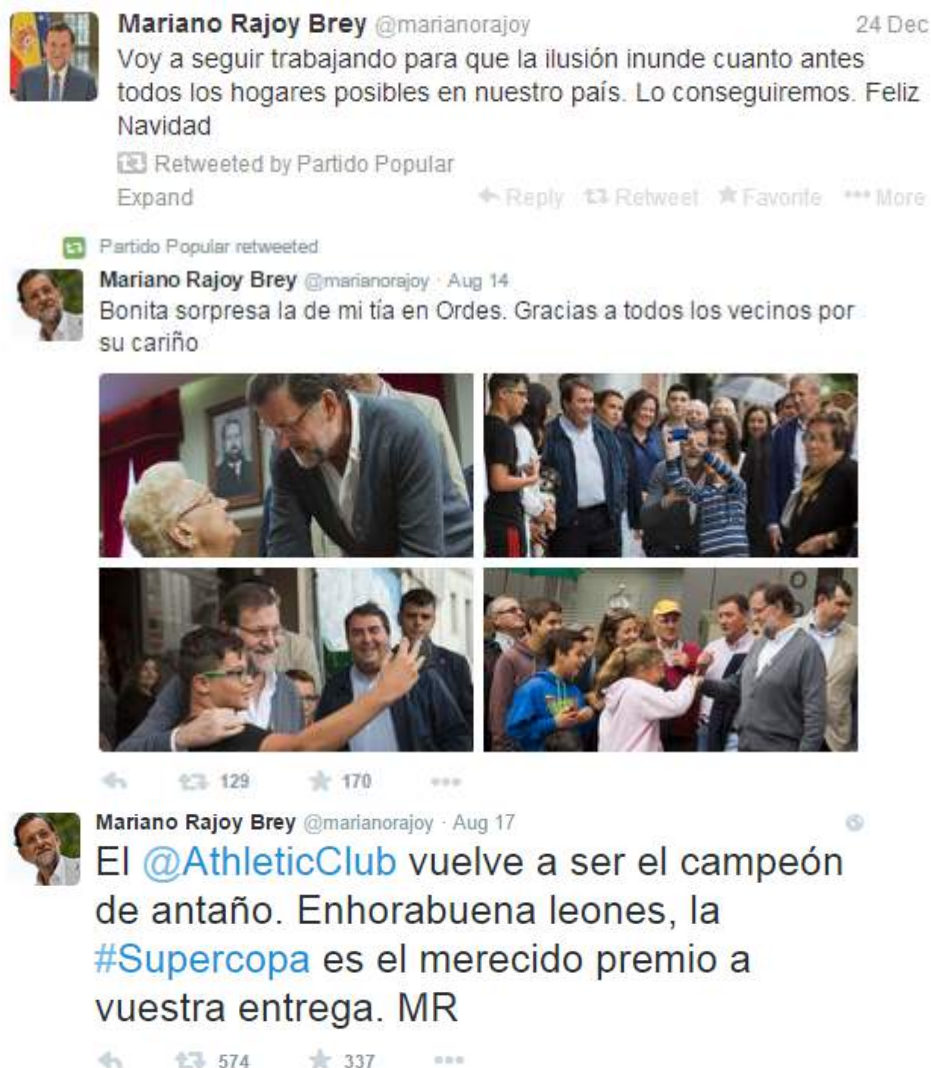 Mariano Rajoy Brey @marianorajoy 24 Dec
Voy a seguir trabajando para que la ilusión inunde cuanto antes
todos los hogares posibles en nuestro país. Lo conseguiremos. Feliz
Navidad
Retweeted by Partido Popular
Expand Reply Retweet Favorite More
Partido Popular retweeted
Mariano Rajoy Brey @marianorajoy · Aug 14
Bonita sorpresa la de mi tía en Ordes. Gracias a todos los vecinos por
su cariño
129 170
Mariano Rajoy Brey @marianorajoy · Aug 17
El @AthleticClub vuelve a ser el campeón
de antaño. Enhorabuena leones, la
#Supercopa es el merecido premio a
vuestra entrega. MR
574 337